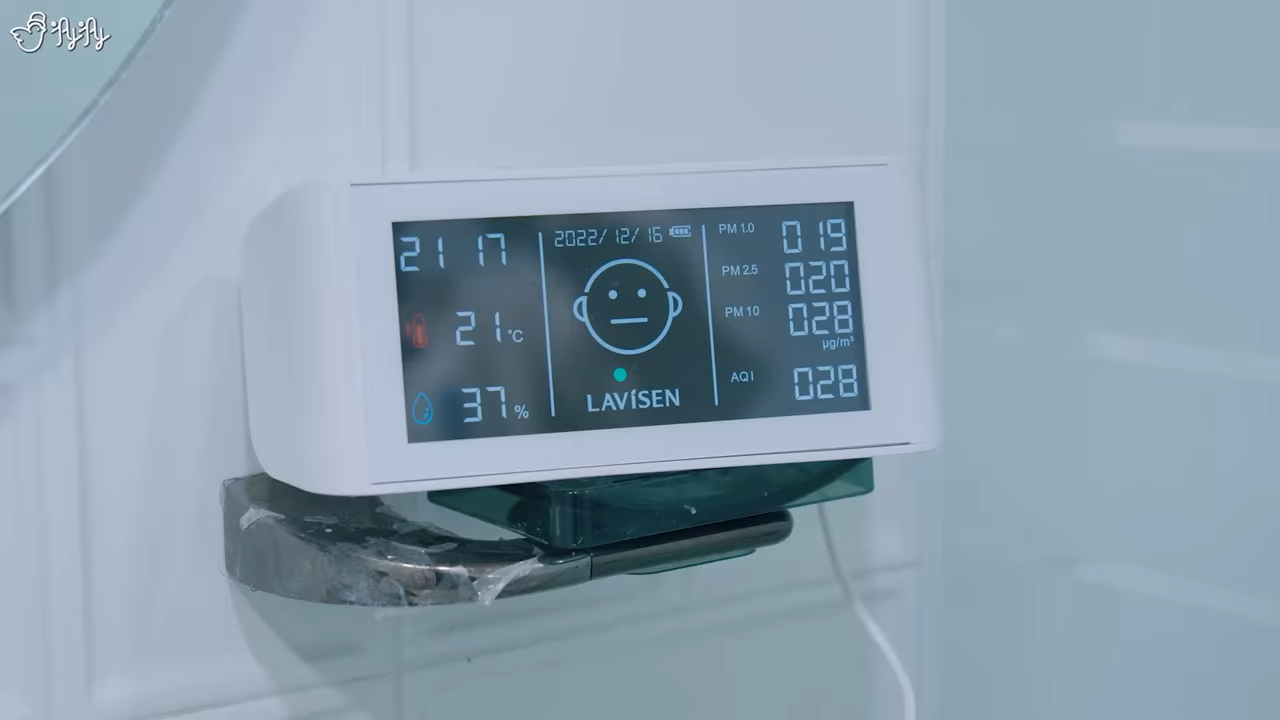 21 17
21 °C
37 %
2022/12/16
LAVÍSEN
PM 1.0 019
PM 2.5 020
PM 10 028
µg/m³
AQI 028